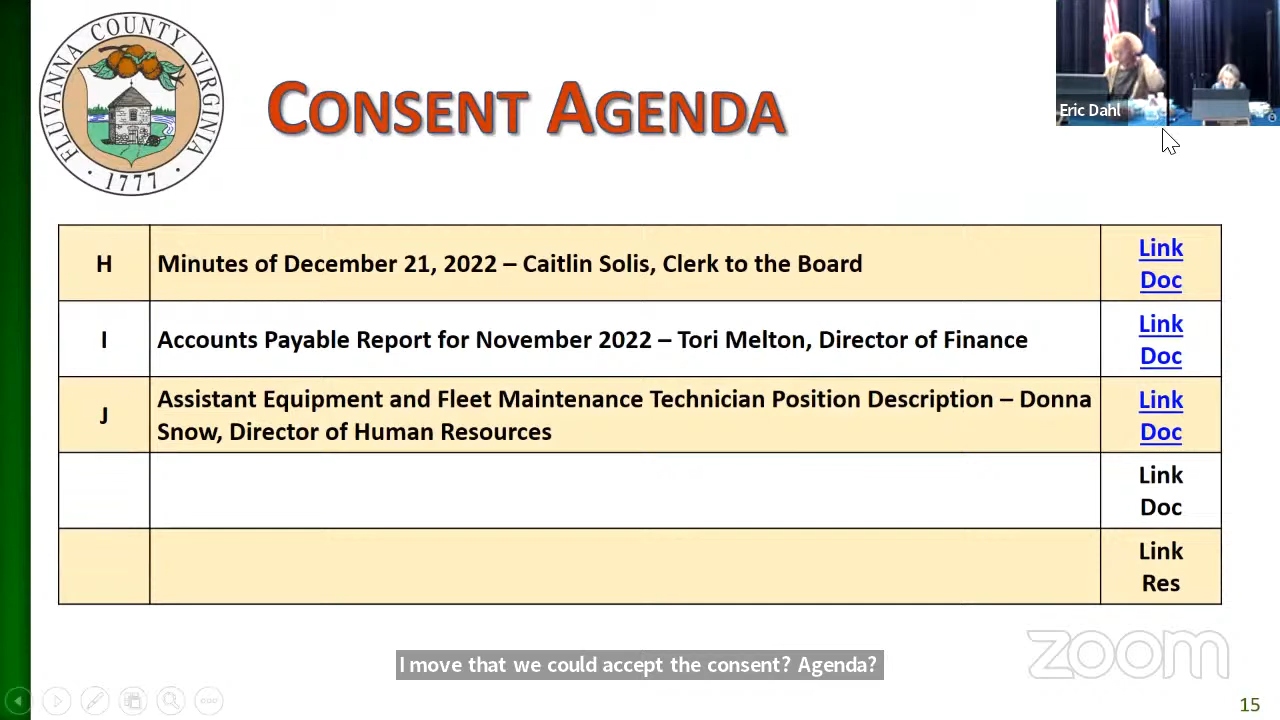 FLUVANNA COUNTY VIRGINIA
• 1777 •
CONSENT AGENDA
Eric Dahl
H
Minutes of December 21, 2022 – Caitlin Solis, Clerk to the Board
Link
Doc
I
Accounts Payable Report for November 2022 – Tori Melton, Director of Finance
Link
Doc
J
Assistant Equipment and Fleet Maintenance Technician Position Description – Donna
Snow, Director of Human Resources
Link
Doc
Link
Doc
Link
Res
I move that we could accept the consent? Agenda?
zoom
15